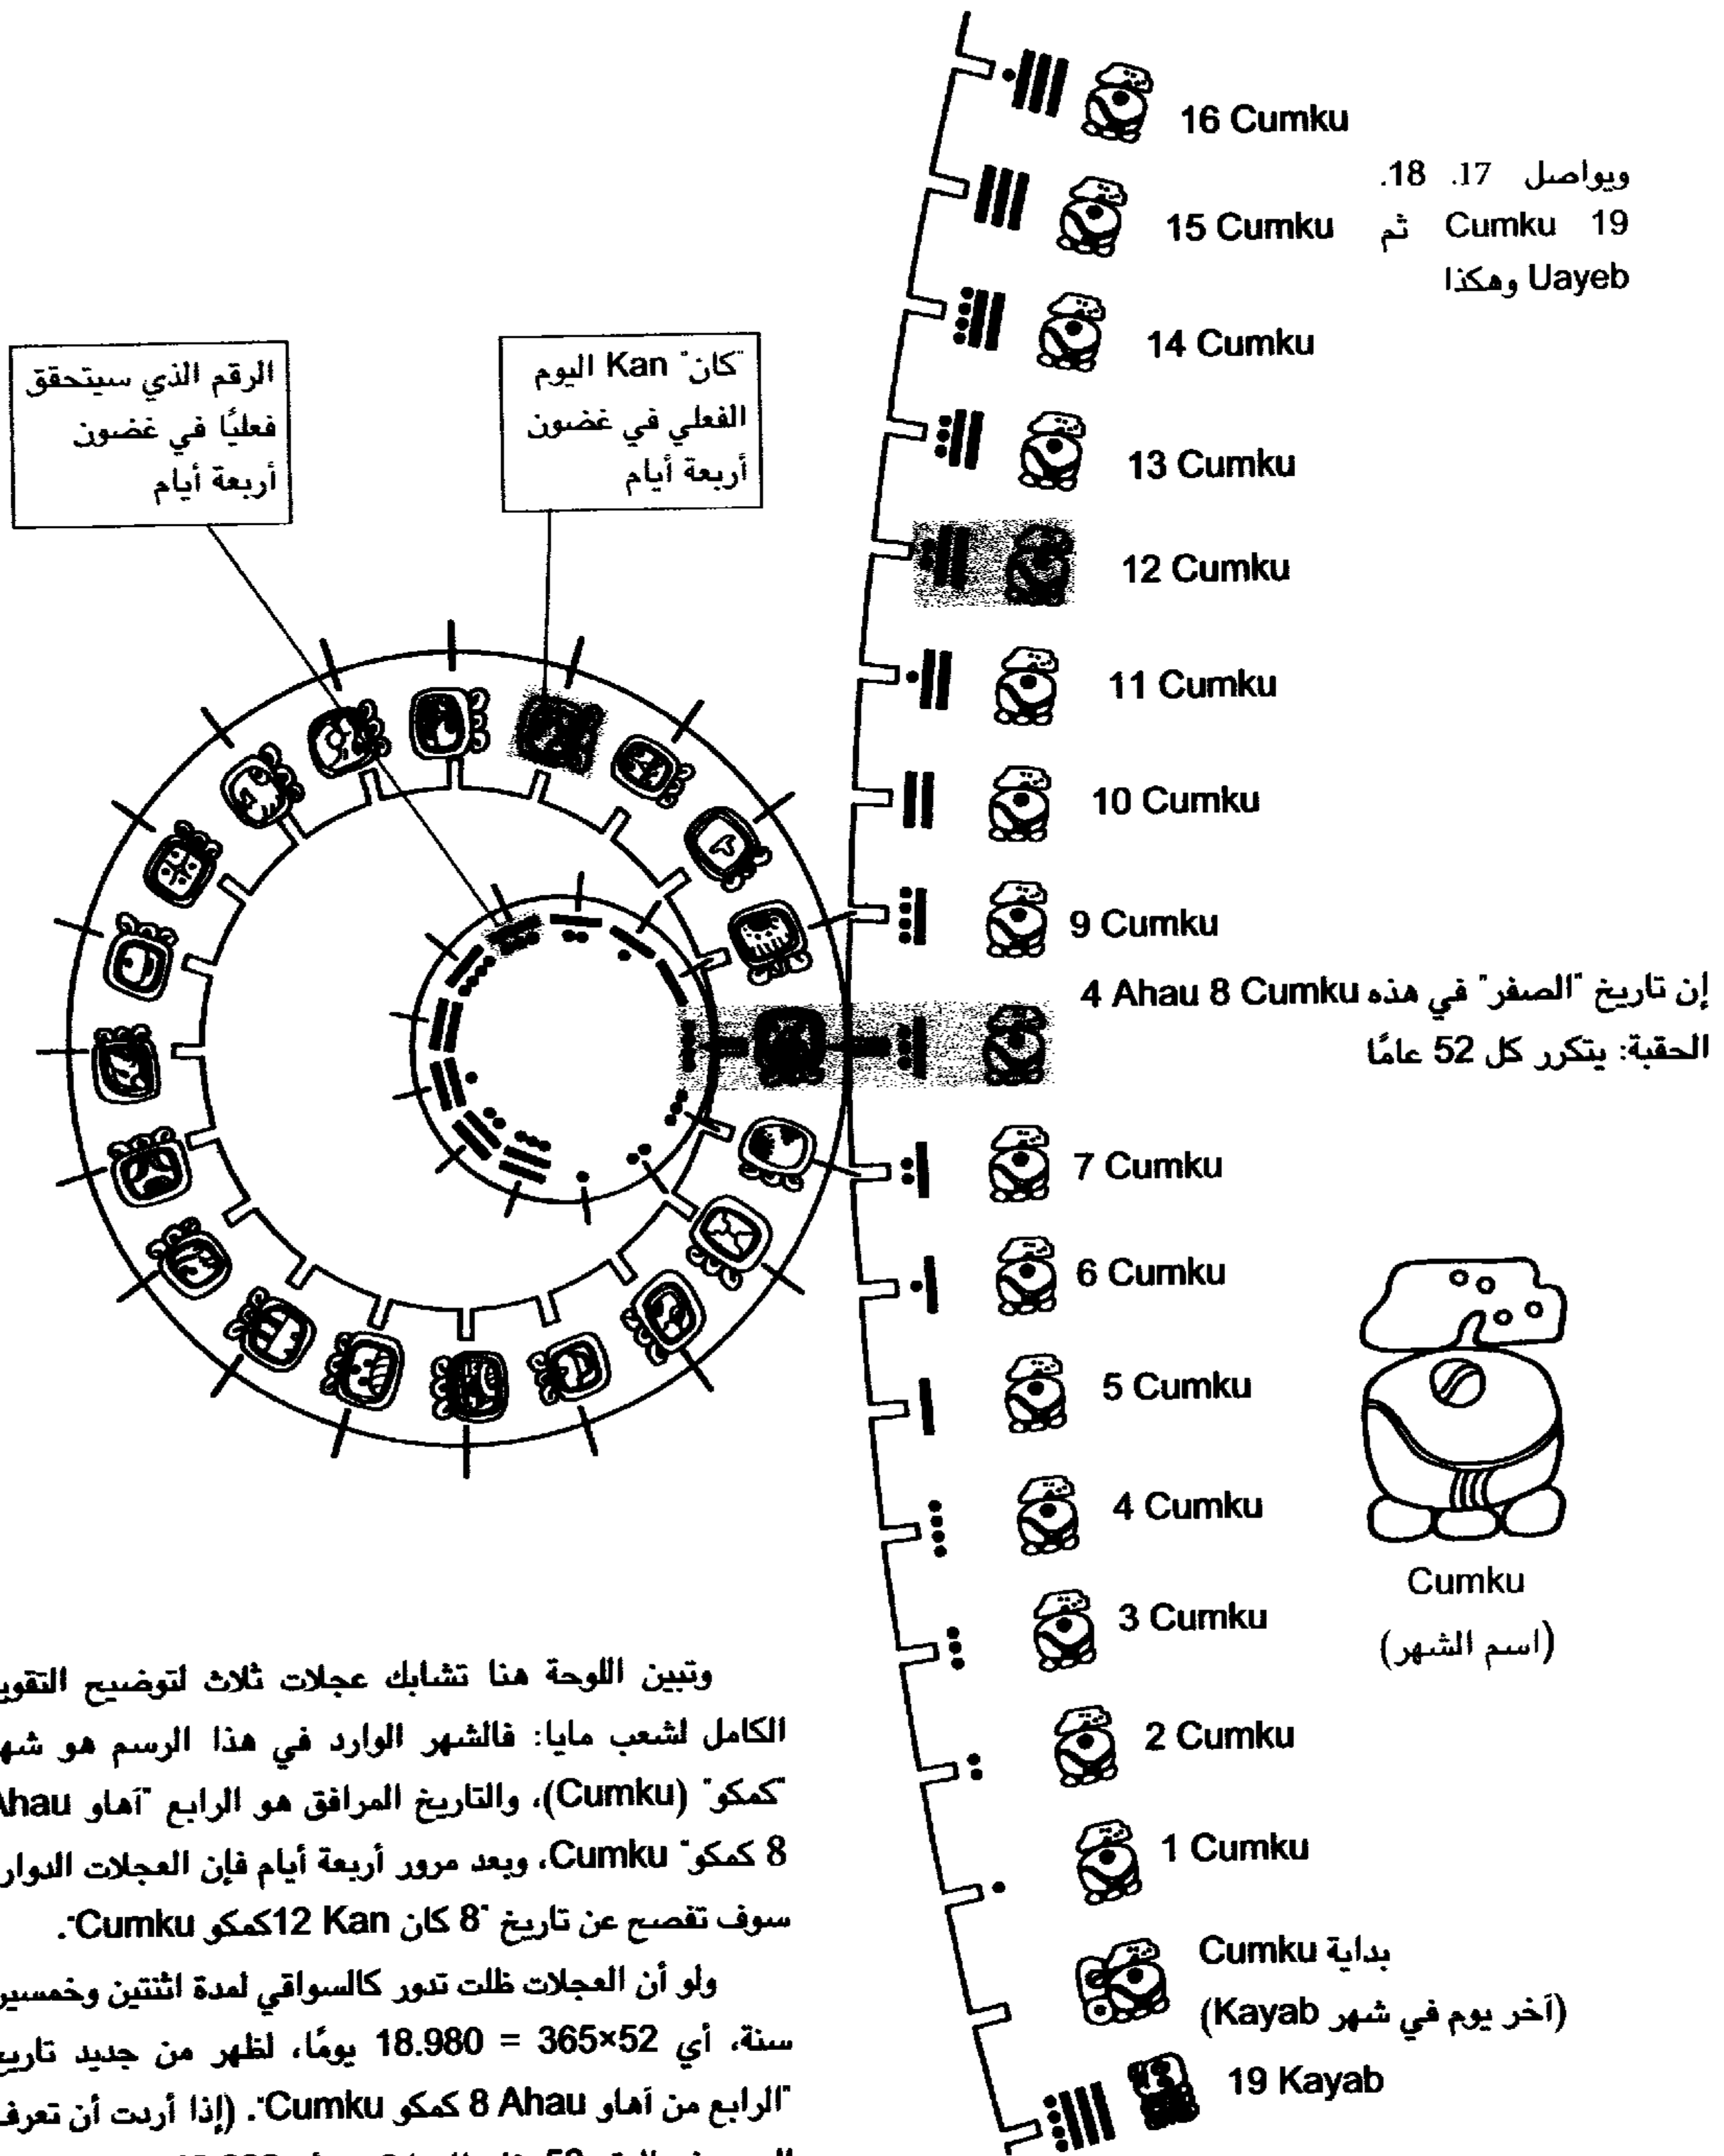 16 Cumku
ويواصل 17. 18.
19 Cumku ثم
Uayeb وهكذا
15 Cumku
14 Cumku
13 Cumku
12 Cumku
11 Cumku
10 Cumku
9 Cumku
الرقم الذي سيتحقق
فعليًا في غضون
أربعة أيام
"كان" Kan اليوم
الفعلي في غضون
أربعة أيام
إن تاريخ "الصفر" في هذه 4 Ahau 8 Cumku
الحقبة: يتكرر كل 52 عامًا
7 Cumku
6 Cumku
5 Cumku
4 Cumku
3 Cumku
2 Cumku
1 Cumku
بداية Cumku
(آخر يوم في شهر Kayab)
19 Kayab
Cumku
(اسم الشهر)
وتبين اللوحة هنا تشابك عجلات ثلاث لتوضيح التقوي
الكامل لشعب مايا: فالشهر الوارد في هذا الرسم هو شه
"كمكو" (Cumku)، والتاريخ المرافق هو الرابع "آهاو Ahau
8 كمكو" Cumku، وبعد مرور أربعة أيام فإن العجلات الدوار
سوف تفصح عن تاريخ "8 كان Kan 12كمكو Cumku".
ولو أن العجلات ظلت تدور كالسواقي لمدة اثنتين وخمسير
سنة، أي 52×365 = 18.980 يومًا، لظهر من جديد تاريخ
"الرابع من آهاو Ahau 8 كمكو Cumku". (إذا أردت أن تعرف